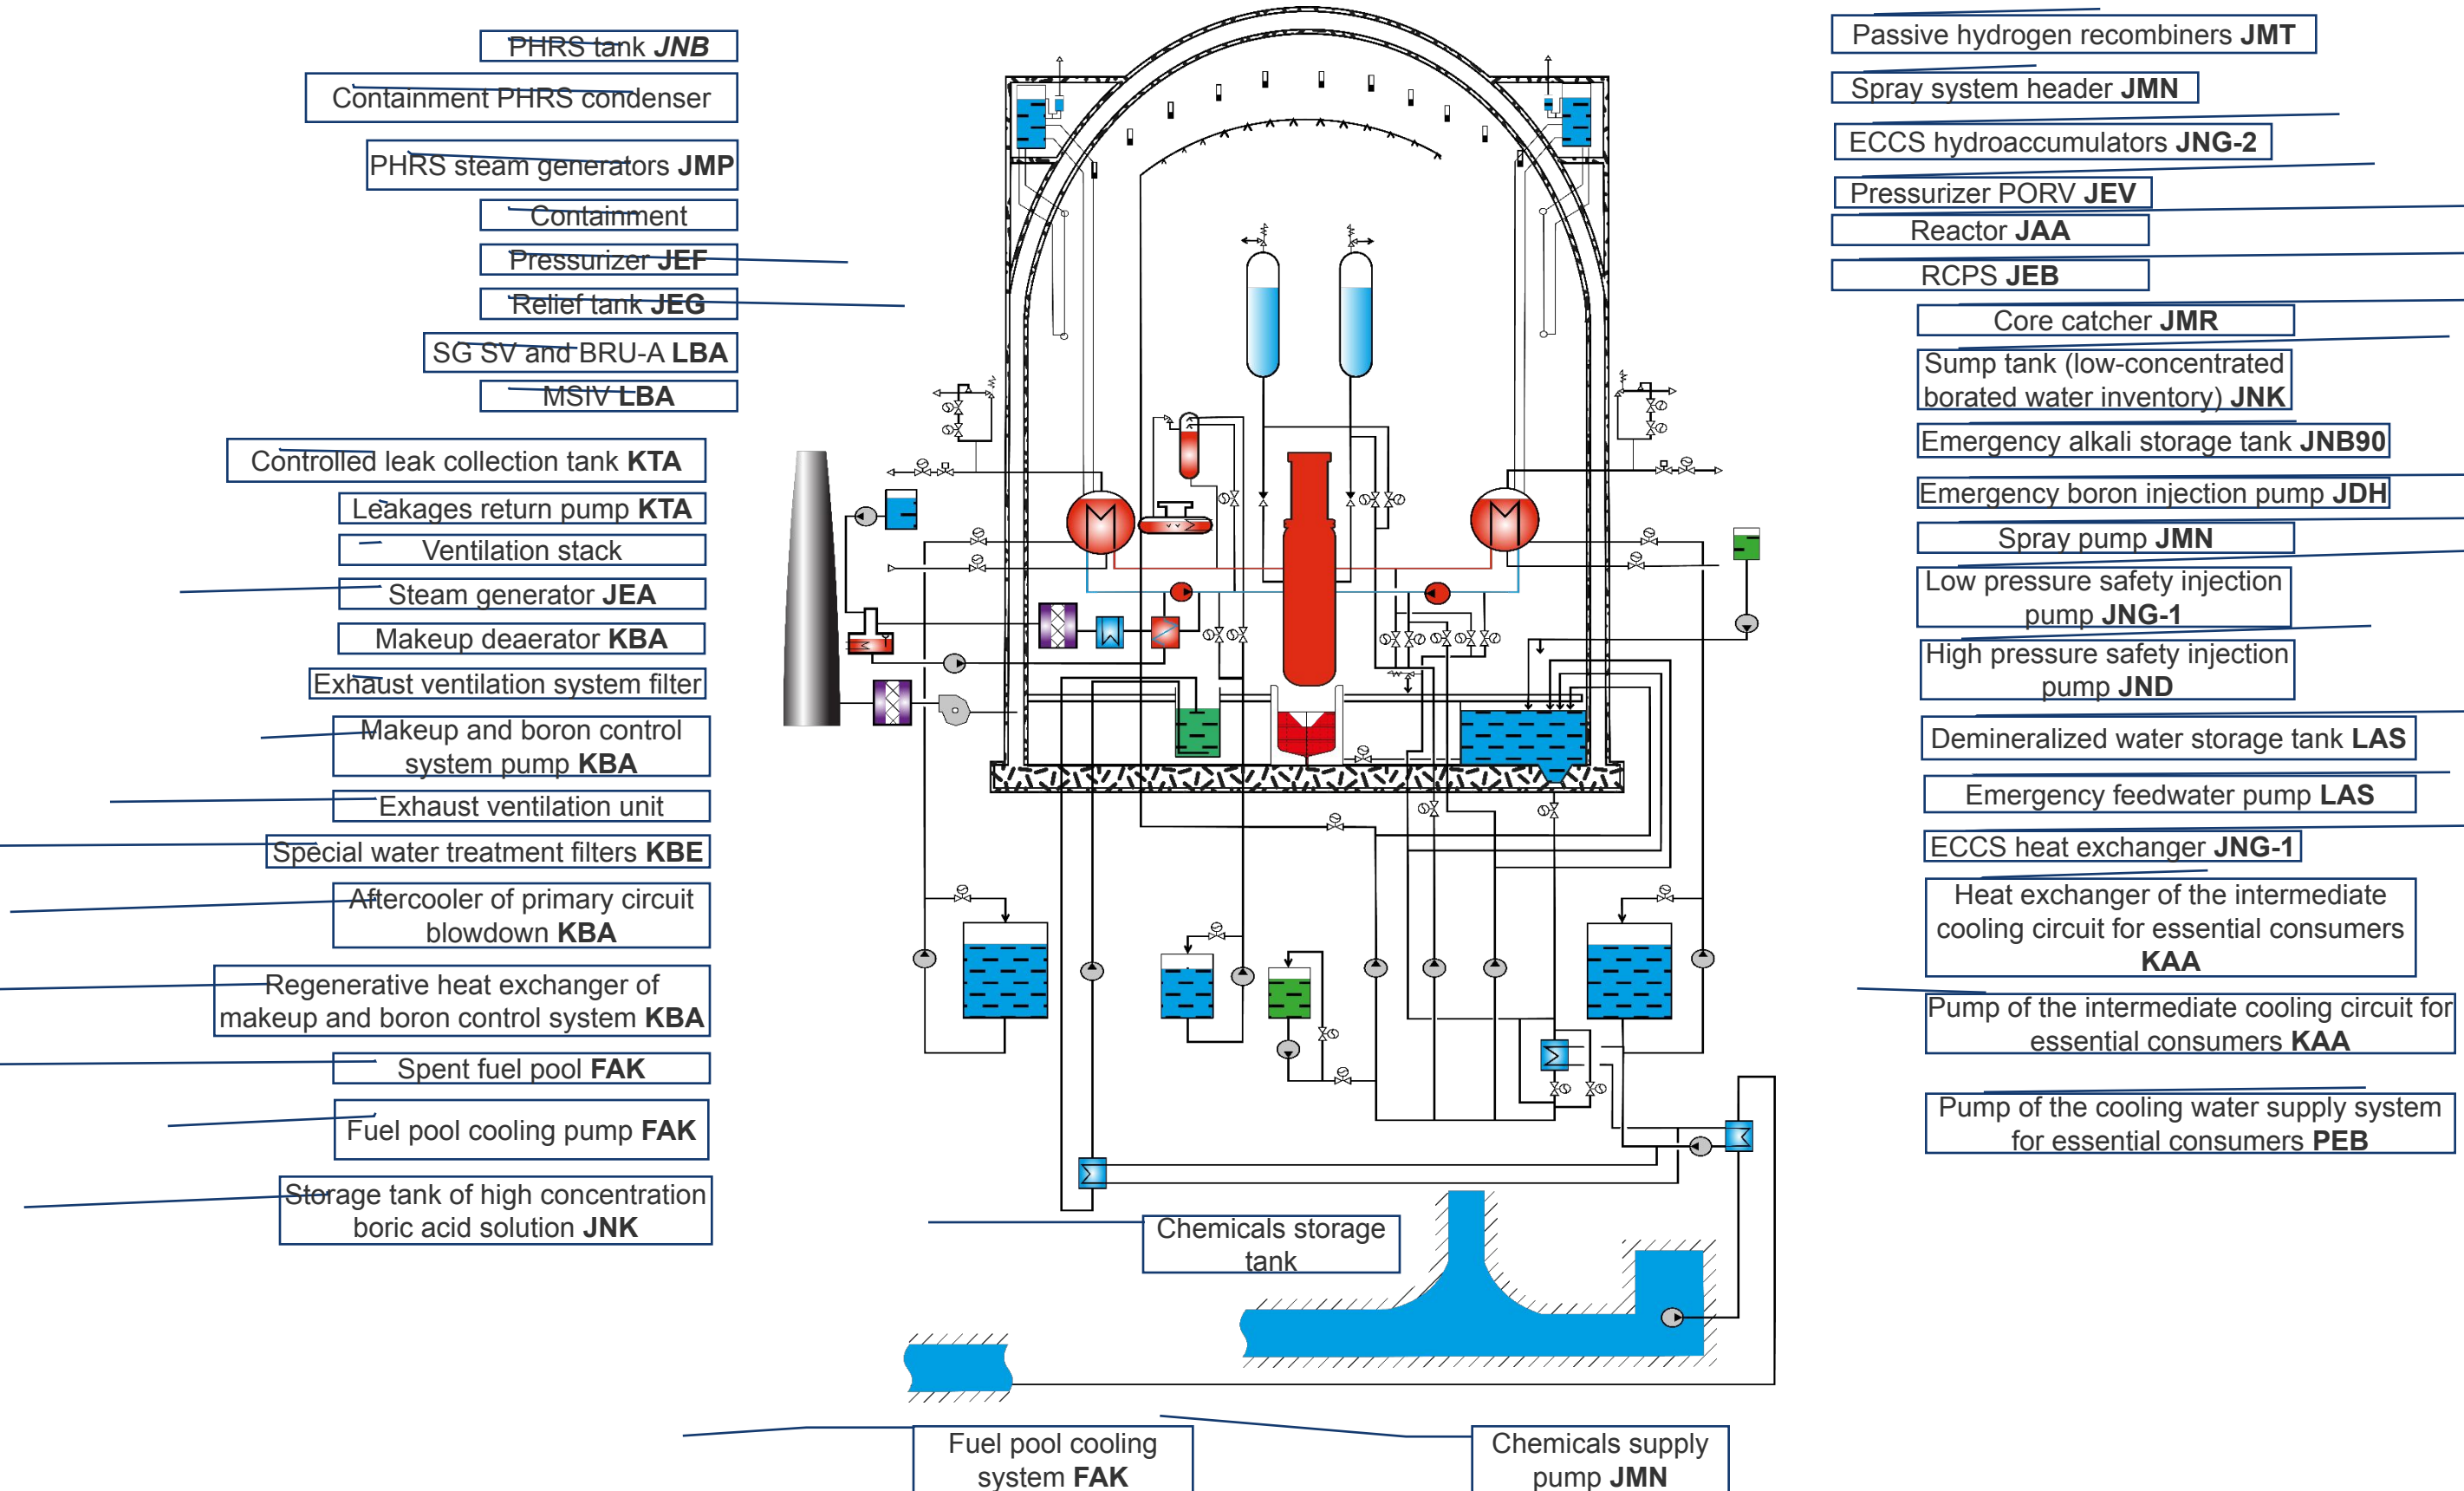 PHRS tank JNB
Containment PHRS condenser
PHRS steam generators JMP
Containment
Pressurizer JEF
Relief tank JEG
SG SV and BRU-A LBA
MSIV LBA
Controlled leak collection tank KTA
Leakages return pump KTA
Ventilation stack
Steam generator JEA
Makeup deaerator KBA
Exhaust ventilation system filter
Makeup and boron control
system pump KBA
Exhaust ventilation unit
Special water treatment filters KBE
Aftercooler of primary circuit
blowdown KBA
Regenerative heat exchanger of
makeup and boron control system KBA
Spent fuel pool FAK
Fuel pool cooling pump FAK
Storage tank of high concentration
boric acid solution JNK
Passive hydrogen recombiners JMT
Spray system header JMN
ECCS hydroaccumulators JNG-2
Pressurizer PORV JEV
Reactor JAA
RCPS JEB
Core catcher JMR
Sump tank (low-concentrated
borated water inventory) JNK
Emergency alkali storage tank JNB90
Emergency boron injection pump JDH
Spray pump JMN
Low pressure safety injection
pump JNG-1
High pressure safety injection
pump JND
Demineralized water storage tank LAS
Emergency feedwater pump LAS
ECCS heat exchanger JNG-1
Heat exchanger of the intermediate
cooling circuit for essential consumers
KAA
Pump of the intermediate cooling circuit for
essential consumers KAA
Pump of the cooling water supply system
for essential consumers PEB
Chemicals storage
tank
Fuel pool cooling
system FAK
Chemicals supply
pump JMN